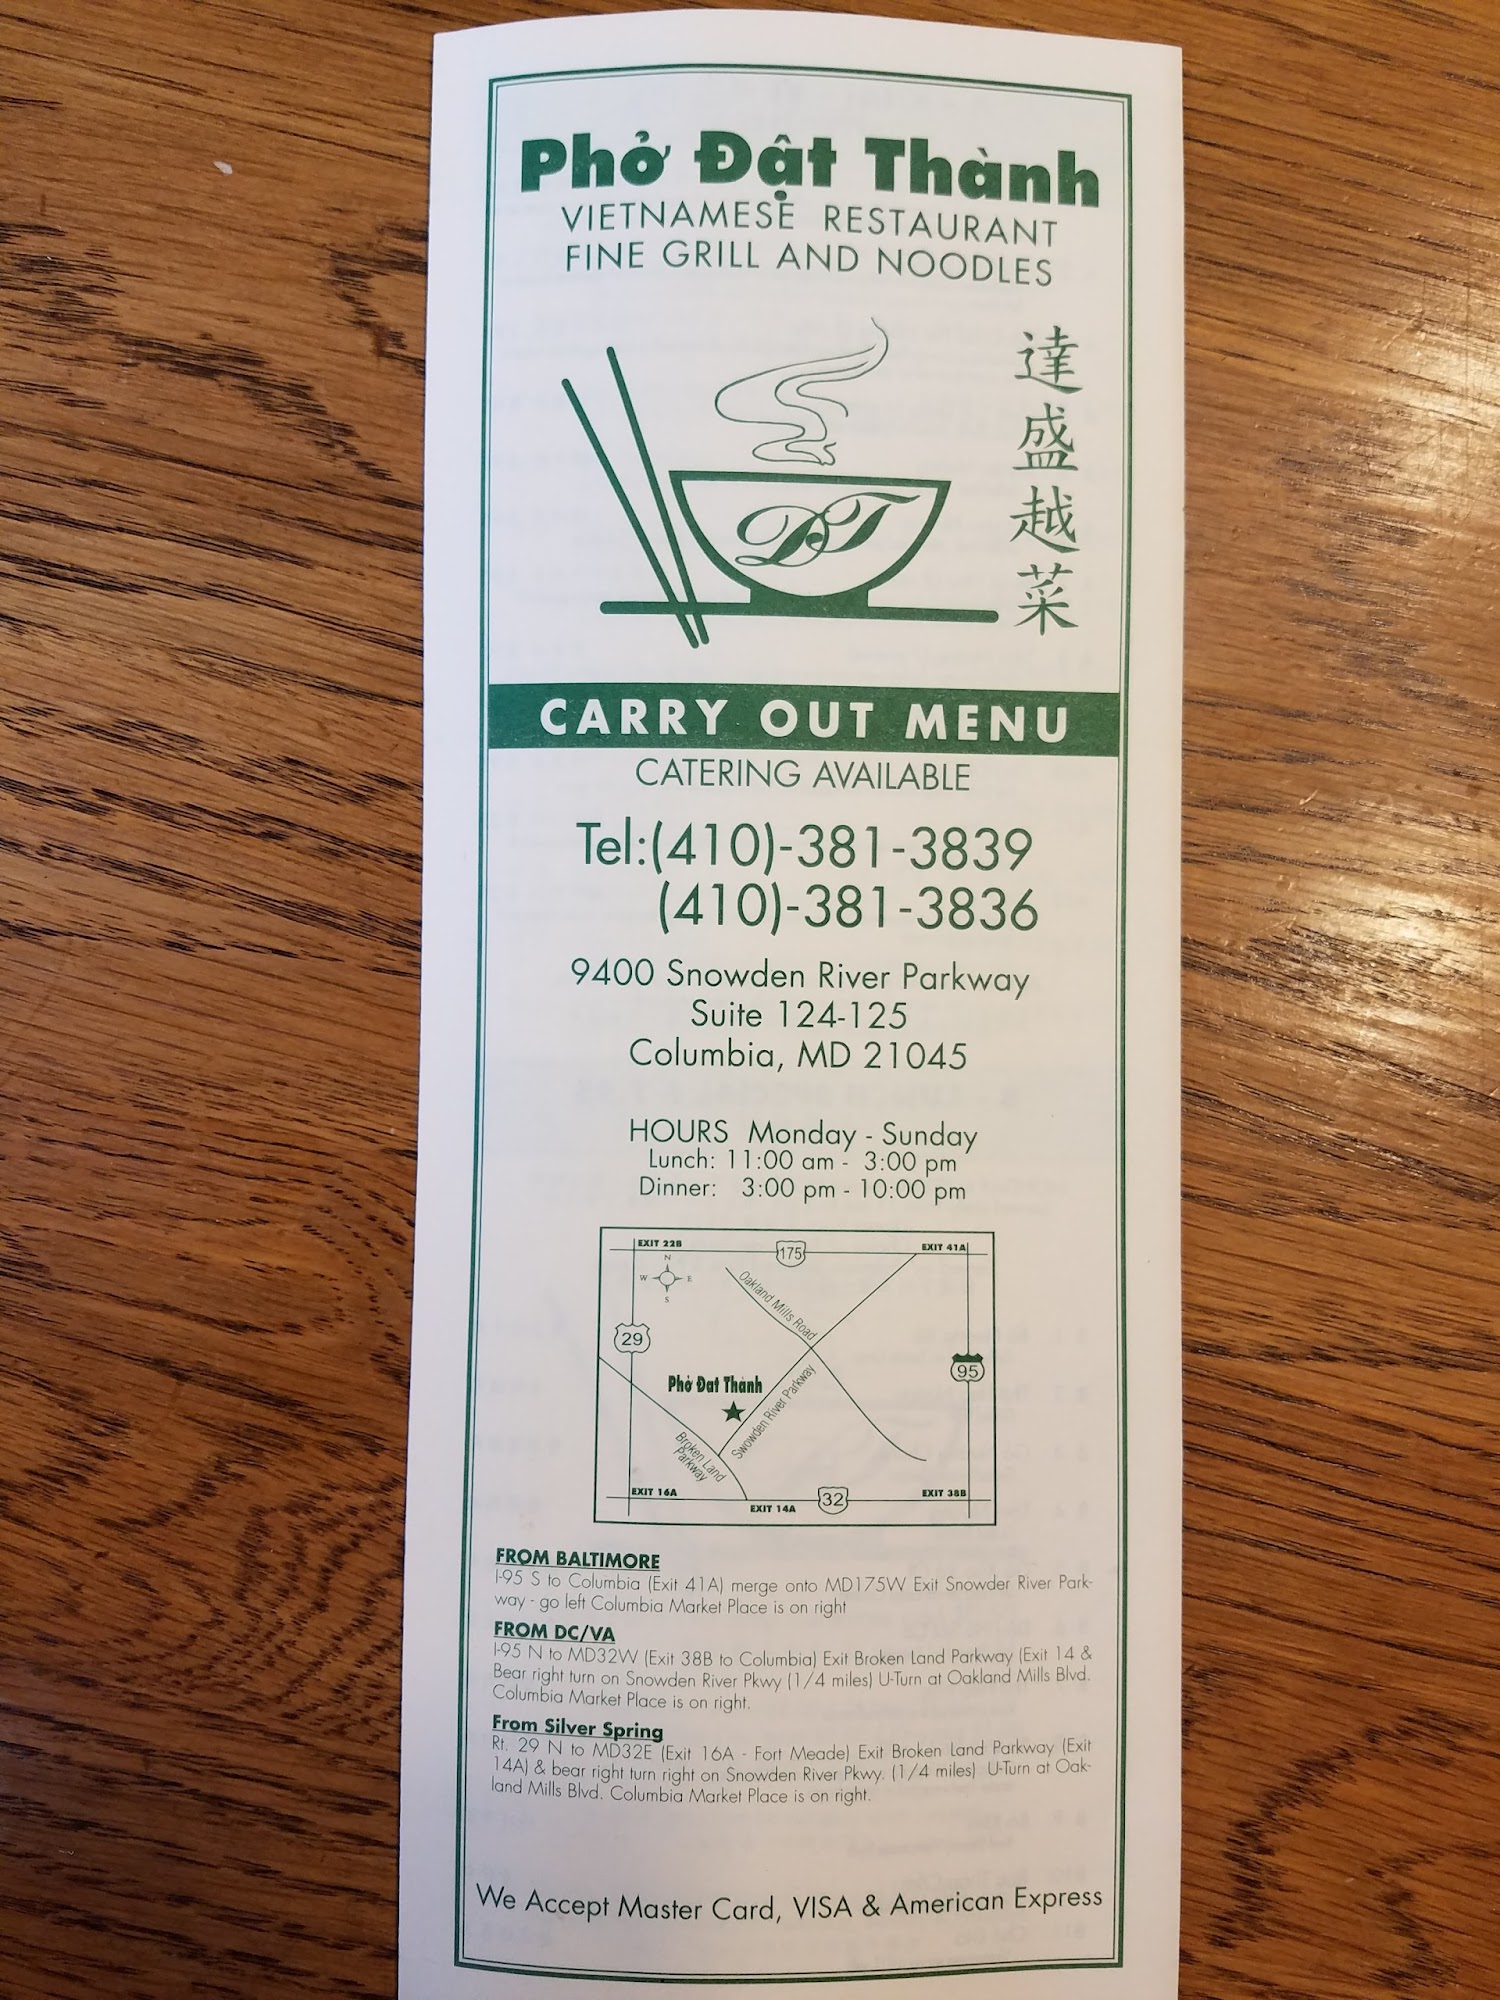 Phở Đật Thành
VIETNAMESE RESTAURANT
FINE GRILL AND NOODLES
達
盛
越
菜
DT
CARRY OUT MENU
CATERING AVAILABLE
Tel:(410)-381-3839
(410)-381-3836
9400 Snowden River Parkway
Suite 124-125
Columbia, MD 21045
HOURS Monday - Sunday
Lunch: 11:00 am - 3:00 pm
Dinner: 3:00 pm - 10:00 pm
EXIT 22B
175
EXIT 41A
N
W E
S
Oakland Mills Road
29
95
Phở Đat Thành
Swowden River Parkway
Broken Land
Parkway
EXIT 16A
EXIT 14A
32
EXIT 38B
FROM BALTIMORE
I-95 S to Columbia (Exit 41A) merge onto MD175W Exit Snowder River Park-
way - go left Columbia Market Place is on right
FROM DC/VA
I-95 N to MD32W (Exit 38B to Columbia) Exit Broken Land Parkway (Exit 14 &
Bear right turn on Snowden River Pkwy (1/4 miles) U-Turn at Oakland Mills Blvd.
Columbia Market Place is on right.
From Silver Spring
Rt. 29 N to MD32E (Exit 16A - Fort Meade) Exit Broken Land Parkway (Exit
14A) & bear right turn right on Snowden River Pkwy. (1/4 miles) U-Turn at Oak-
land Mills Blvd. Columbia Market Place is on right.
We Accept Master Card, VISA & American Express